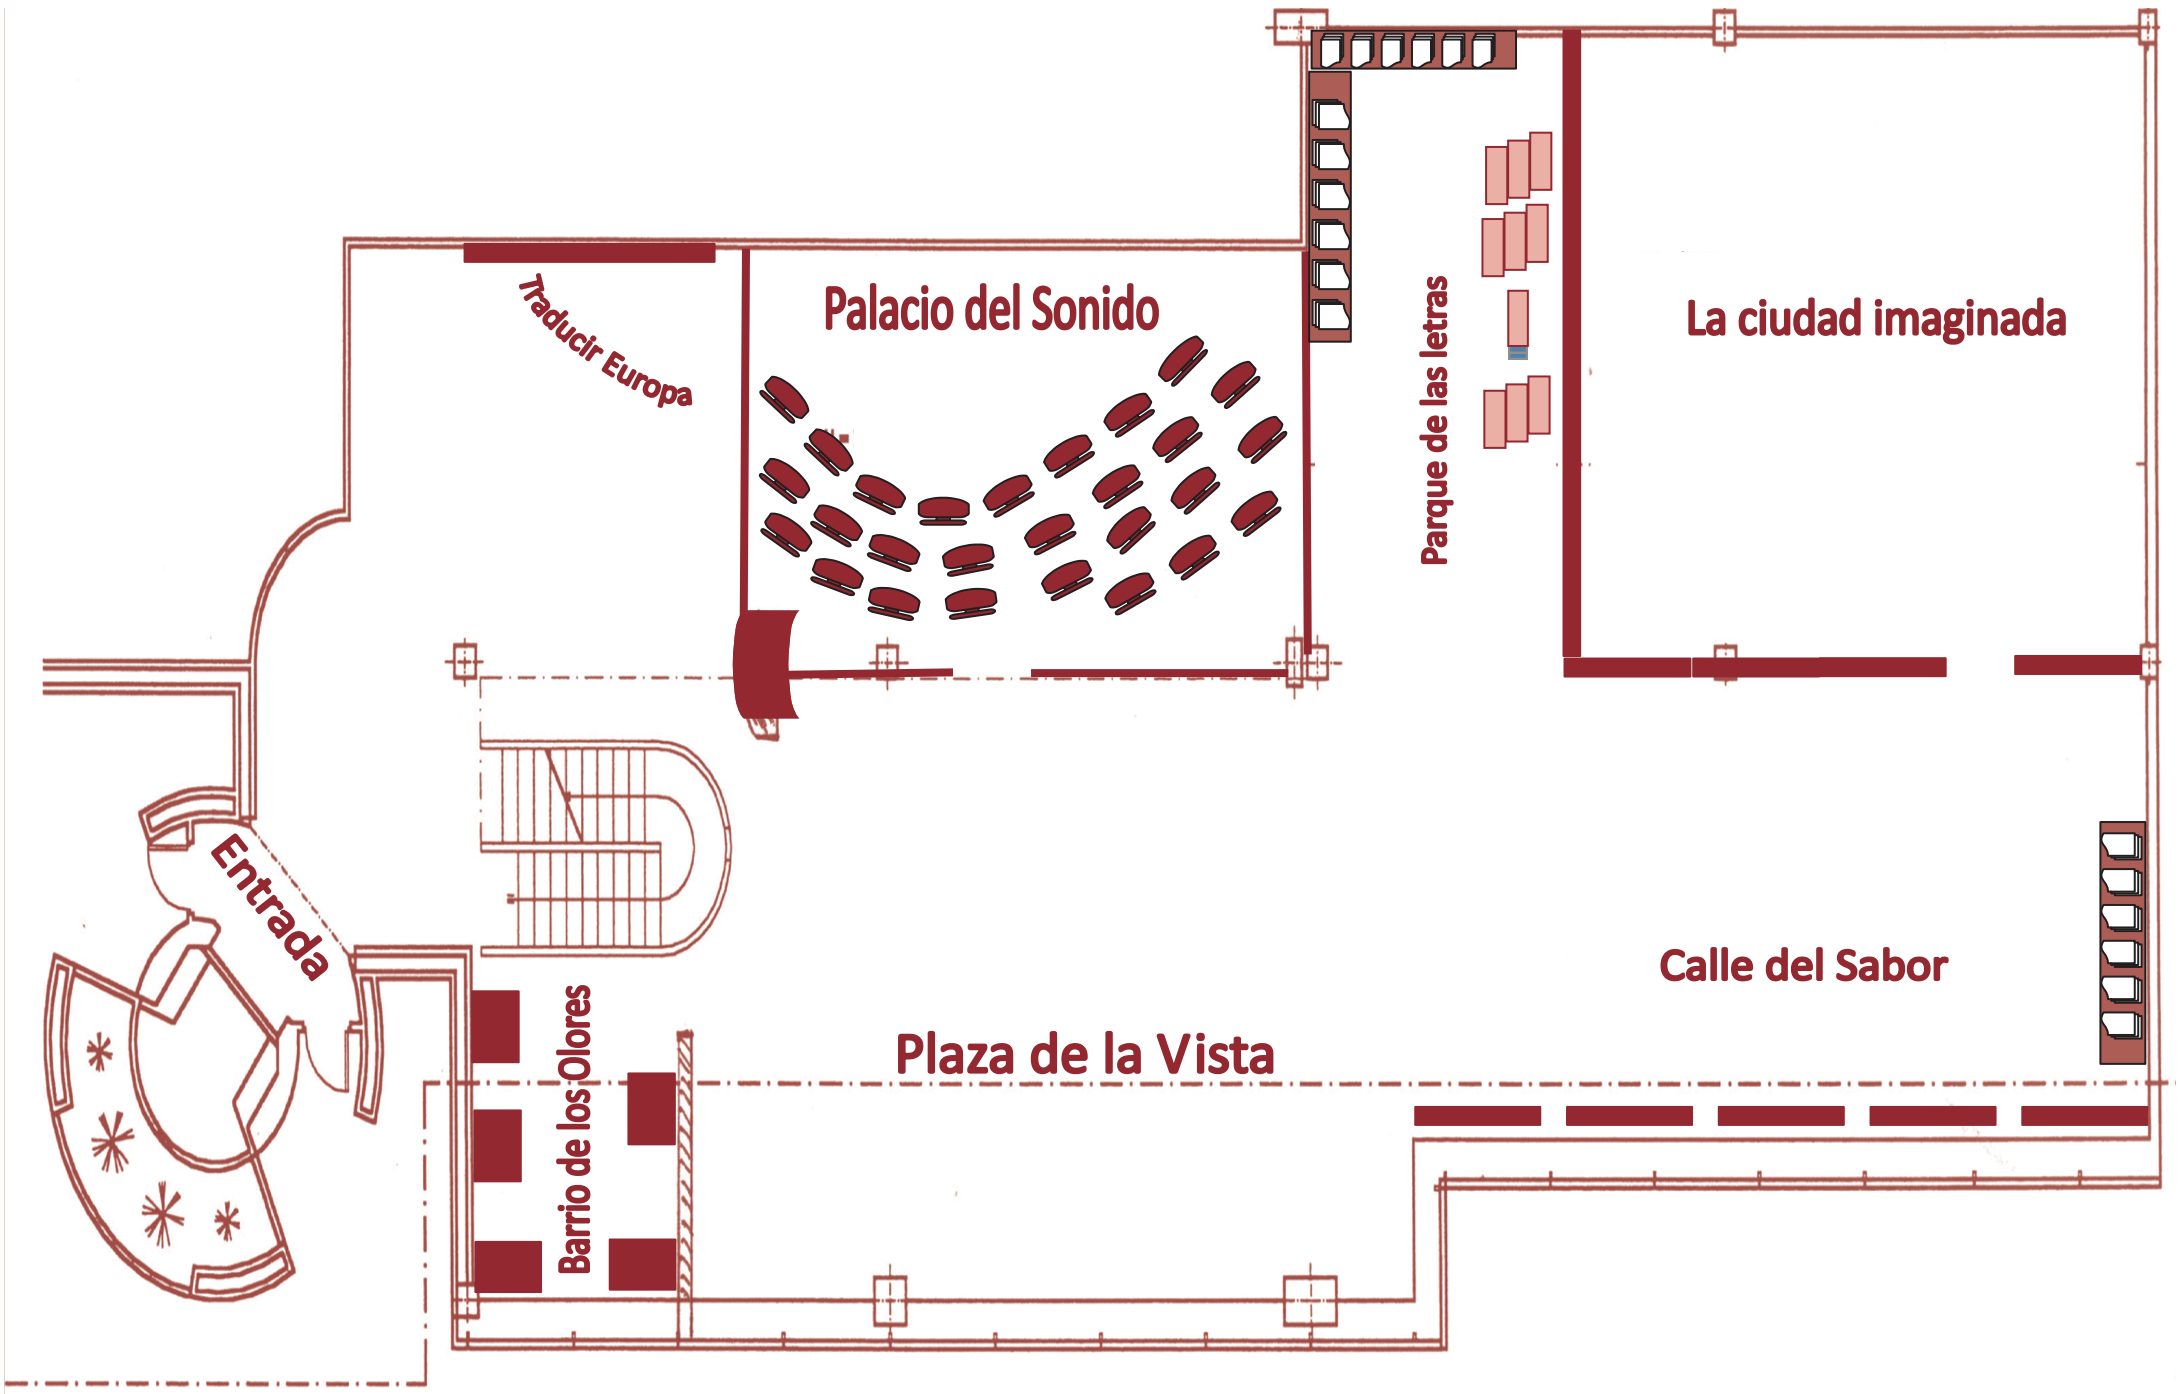 Traducir Europa
Palacio del Sonido
Parque de las letras
La ciudad imaginada
Entrada
Barrio de los Olores
Plaza de la Vista
Calle del Sabor